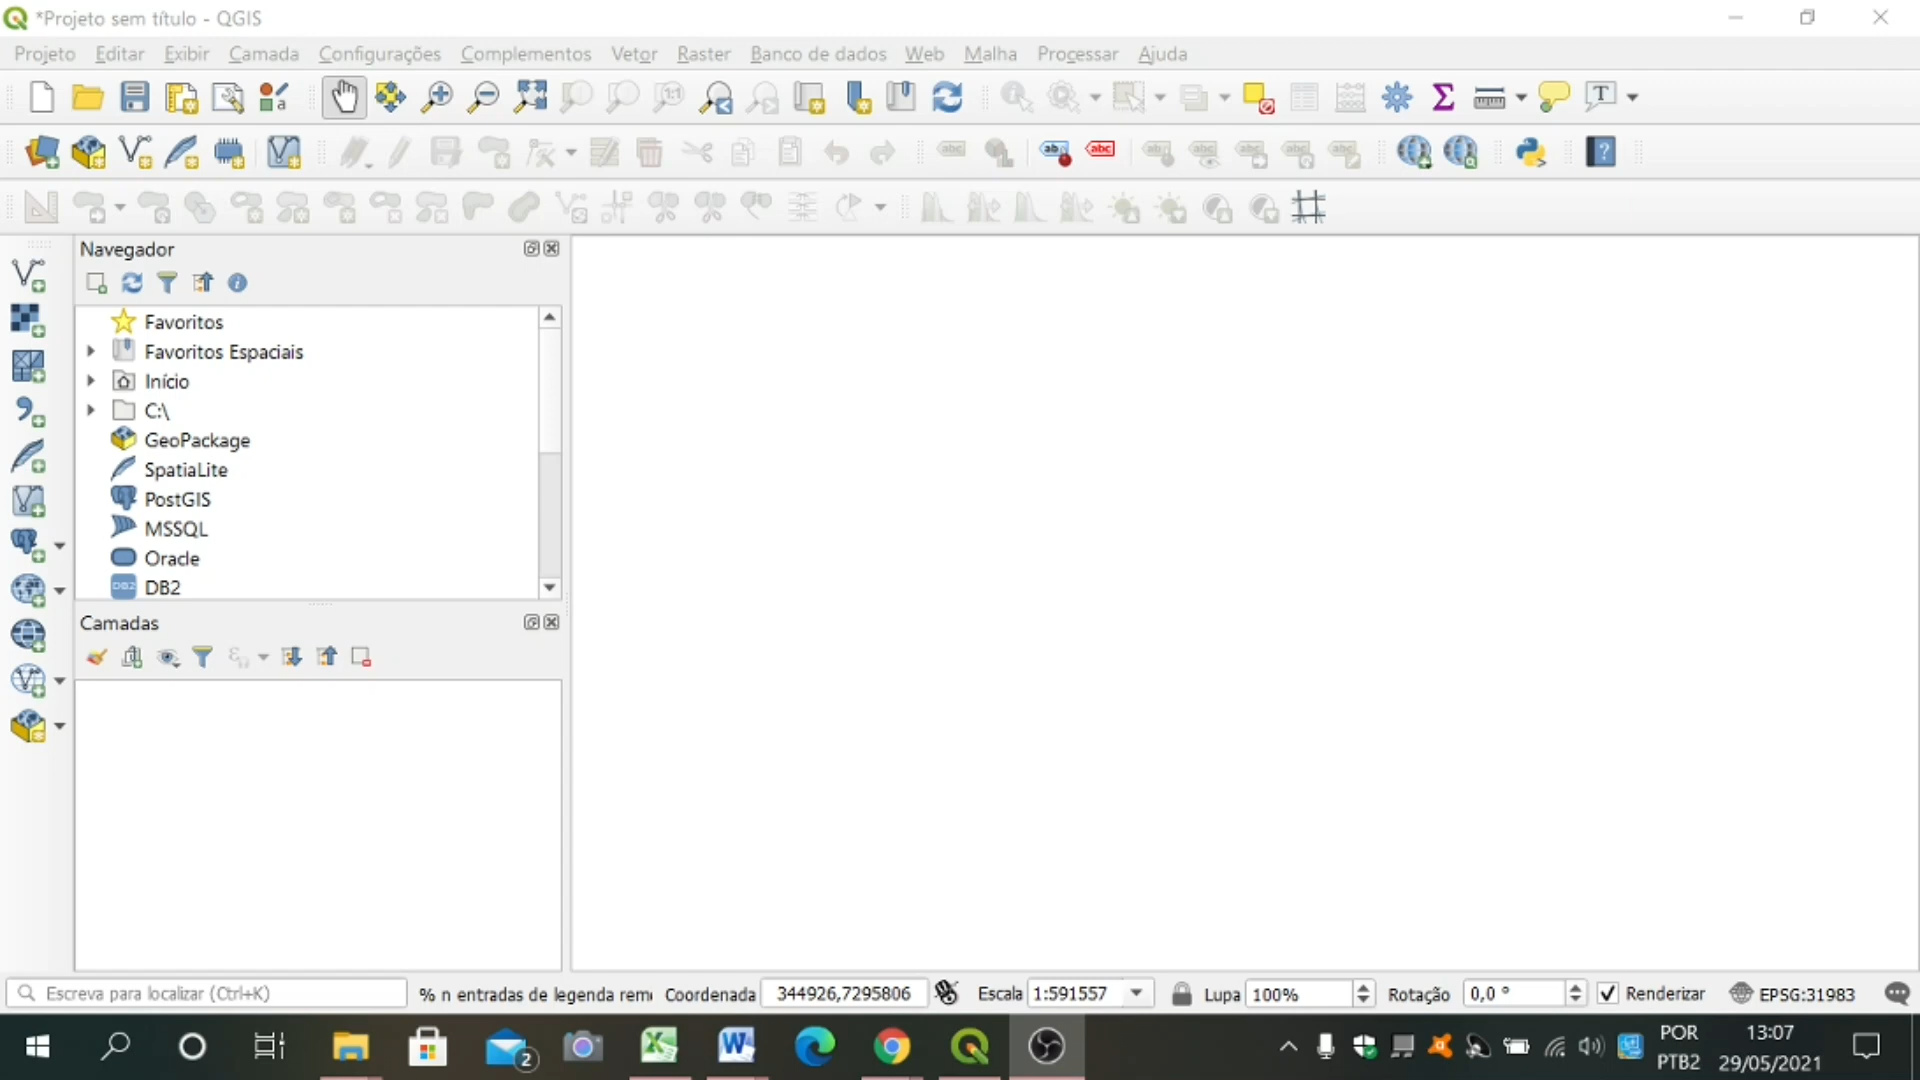 *Projeto sem título - QGIS
Projeto Editar Exibir Camada Configurações Complementos Vetor Raster Banco de dados Web Malha Processar Ajuda
Navegador
Favoritos
Favoritos Espaciais
Início
C:\
GeoPackage
SpatiaLite
PostGIS
MSSQL
Oracle
DB2
Camadas
Escreva para localizar (Ctrl+K) % n entradas de legenda rem Coordenada 344926,7295806 Escala 1:591557 Lupa 100% Rotação 0,0 ° Renderizar EPSG:31983
2
POR 13:07
PTB2 29/05/2021